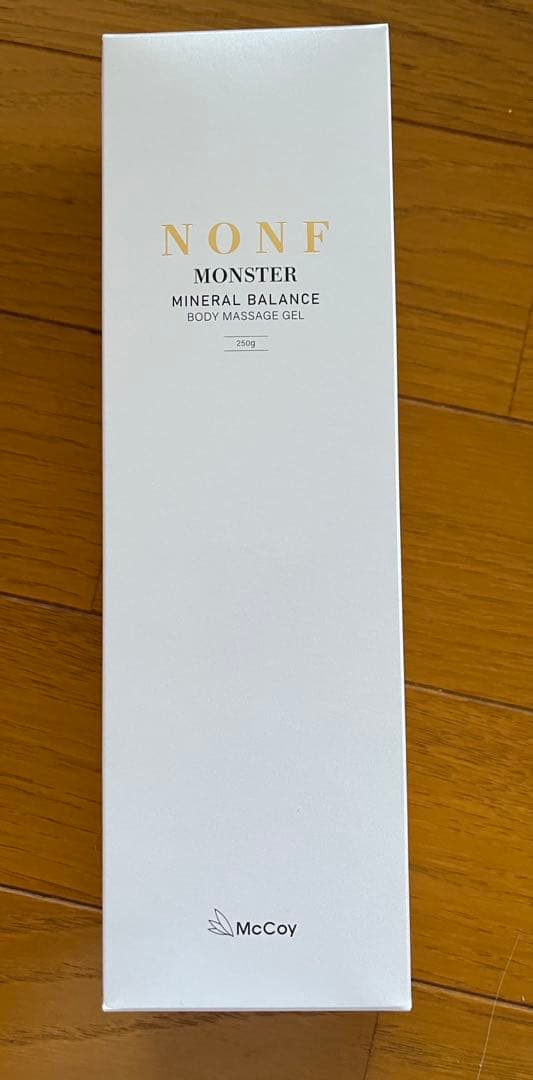 NONF
MONSTER
MINERAL BALANCE
BODY MASSAGE GEL
250g
McCoy